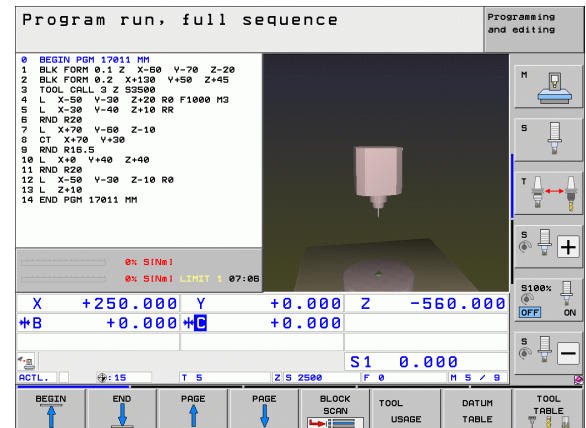 Program run, full sequence
Programming and editing
0 BEGIN PGM 17011 MM
1 BLK FORM 0.1 Z X-60 Y-70 Z-20
2 BLK FORM 0.2 X+130 Y+50 Z+45
3 TOOL CALL 3 Z S3500
4 L X-50 Y-30 Z+20 R0 F1000 M3
5 L X-30 Y-40 Z+10 RR
6 RND R20
7 L X+70 Y-60 Z-10
8 CT X+70 Y+30
9 RND R16.5
10 L X+0 Y+40 Z+40
11 RND R20
12 L X-50 Y-30 Z-10 R0
13 L Z+10
14 END PGM 17011 MM
0% S[Nm]
0% S[Nm] LIMIT 1 07:06
X +250.000 Y +0.000 Z -560.000
B +0.000 C +0.000
S1 0.000
ACTL. :15 T 5 Z S 2500 F 0 M 5 / 9
M
S
T
S
S100%
OFF ON
S
BEGIN
END
PAGE
PAGE
BLOCK SCAN
TOOL USAGE
DATUM TABLE
TOOL TABLE